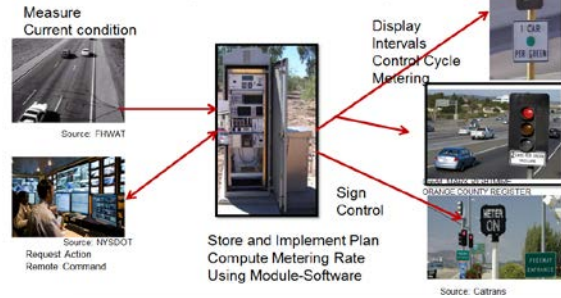 Measure
Current condition
Source: FHWAT
Source: NYSDOT
Request Action
Remote Command
Store and Implement Plan
Compute Metering Rate
Using Module-Software
Display
Intervals
Control Cycle
Metering
1 CAR
PER GREEN
ORANGE COUNTY REGISTER
Sign
Control
METER
ON
FREEWAY
ENTRANCE
Source: Caltrans